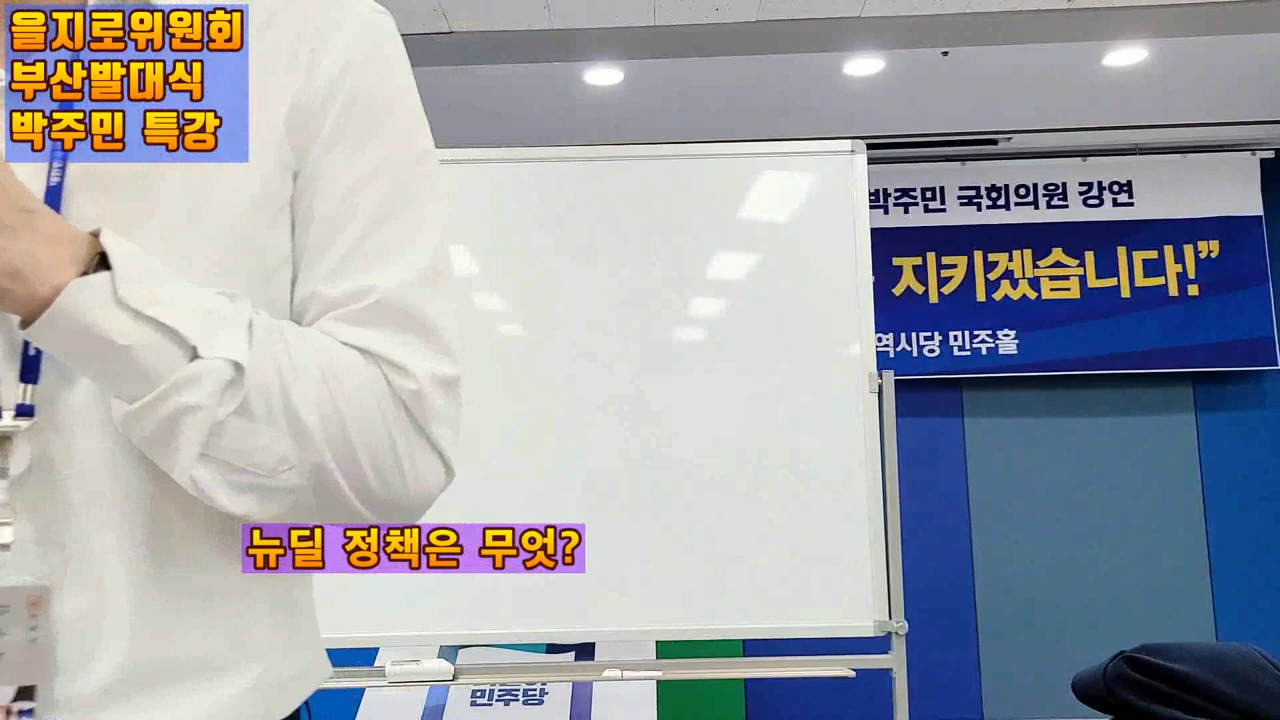 을지로위원회
부산발대식
박주민 특강
박주민 국회의원 강연
지키겠습니다!”
역시당 민주홀
뉴딜 정책은 무엇?
민주당